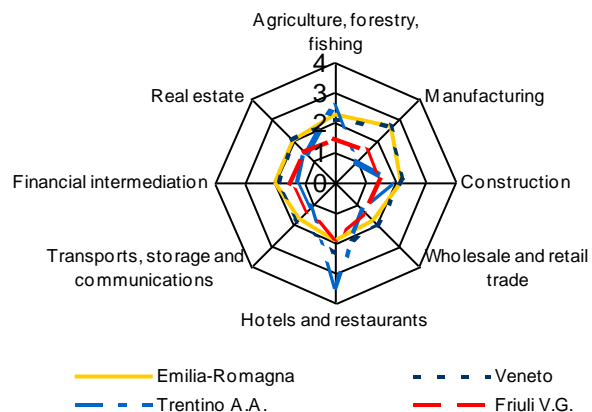 Agriculture, forestry,
fishing
4
3
2
1
0
Real estate
Manufacturing
Financial intermediation
Construction
Transports, storage and
communications
Wholesale and retail
trade
Hotels and restaurants
Emilia-Romagna
Veneto
Trentino A.A.
Friuli V.G.